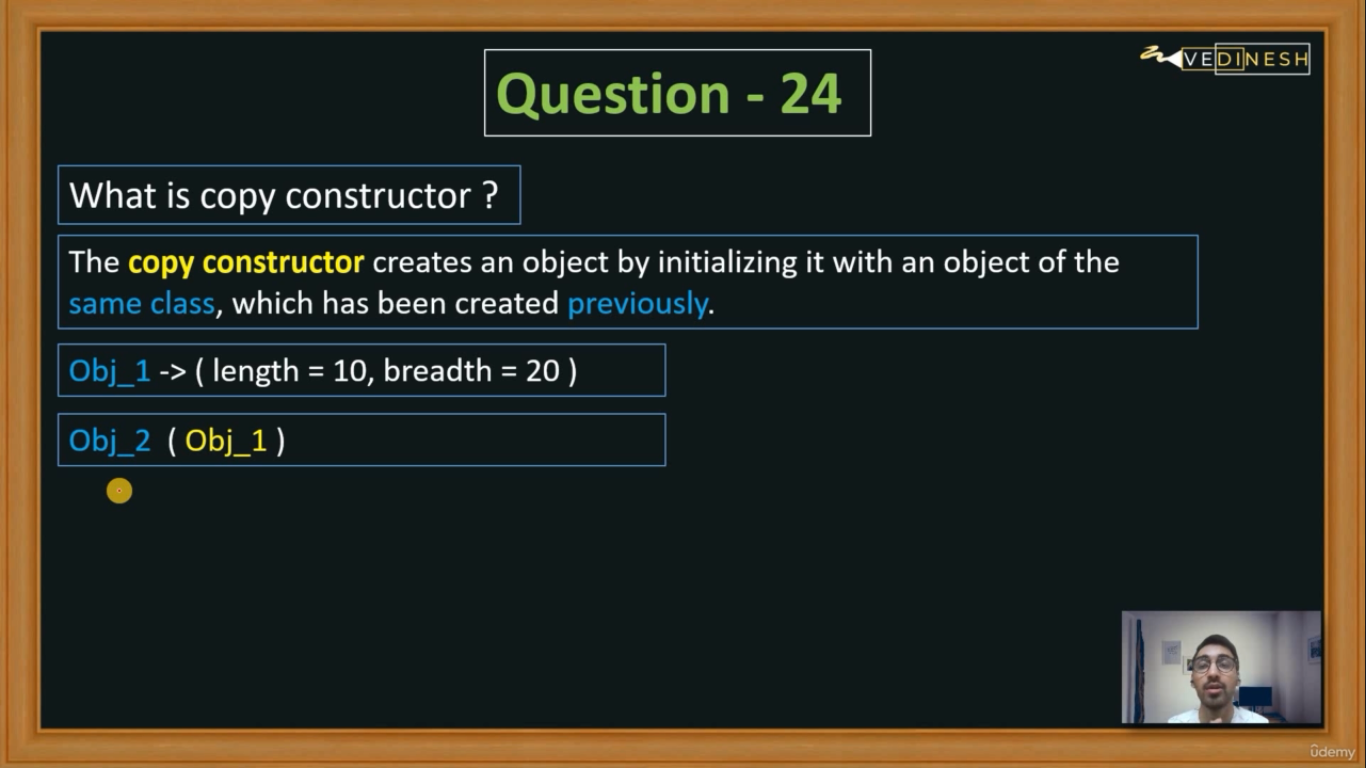 VEDINESH
Question - 24
What is copy constructor ?
The copy constructor creates an object by initializing it with an object of the
same class, which has been created previously.
Obj_1 -> ( length = 10, breadth = 20 )
Obj_2 ( Obj_1 )
ûdemy